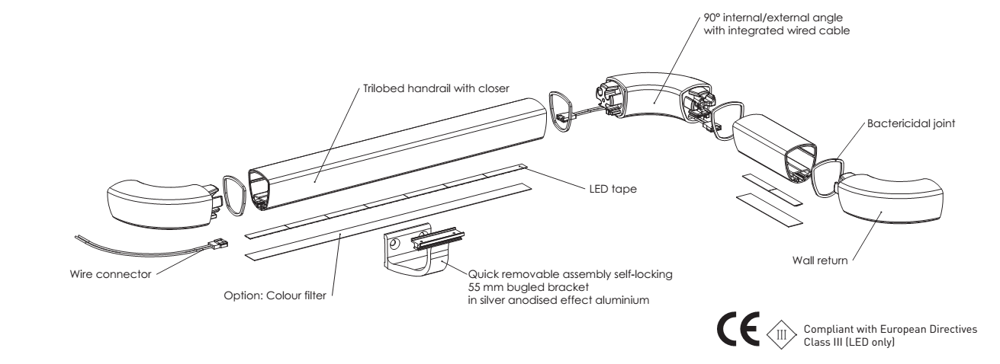 90° internal/external angle
with integrated wired cable
Trilobed handrail with closer
Bactericidal joint
LED tape
Wire connector
Option: Colour filter
Quick removable assembly self-locking
55 mm bugled bracket
in silver anodised effect aluminium
Wall return
CE
III
Compliant with European Directives
Class III (LED only)